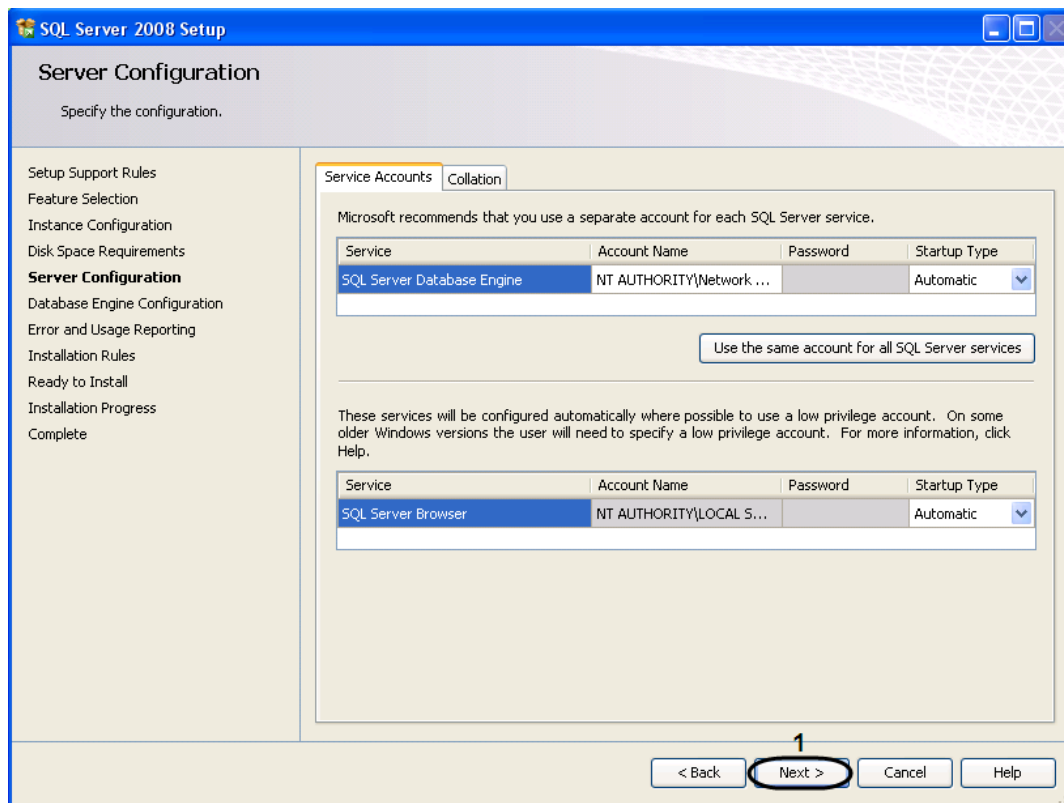 SQL Server 2008 Setup
Server Configuration
Specify the configuration.
Setup Support Rules
Feature Selection
Instance Configuration
Disk Space Requirements
Server Configuration
Database Engine Configuration
Error and Usage Reporting
Installation Rules
Ready to Install
Installation Progress
Complete
Service Accounts Collation
Microsoft recommends that you use a separate account for each SQL Server service.
Service Account Name Password Startup Type
SQL Server Database Engine NT AUTHORITY\Network ... Automatic
Use the same account for all SQL Server services
These services will be configured automatically where possible to use a low privilege account. On some
older Windows versions the user will need to specify a low privilege account. For more information, click
Help.
Service Account Name Password Startup Type
SQL Server Browser NT AUTHORITY\LOCAL S... Automatic
1
< Back Next > Cancel Help